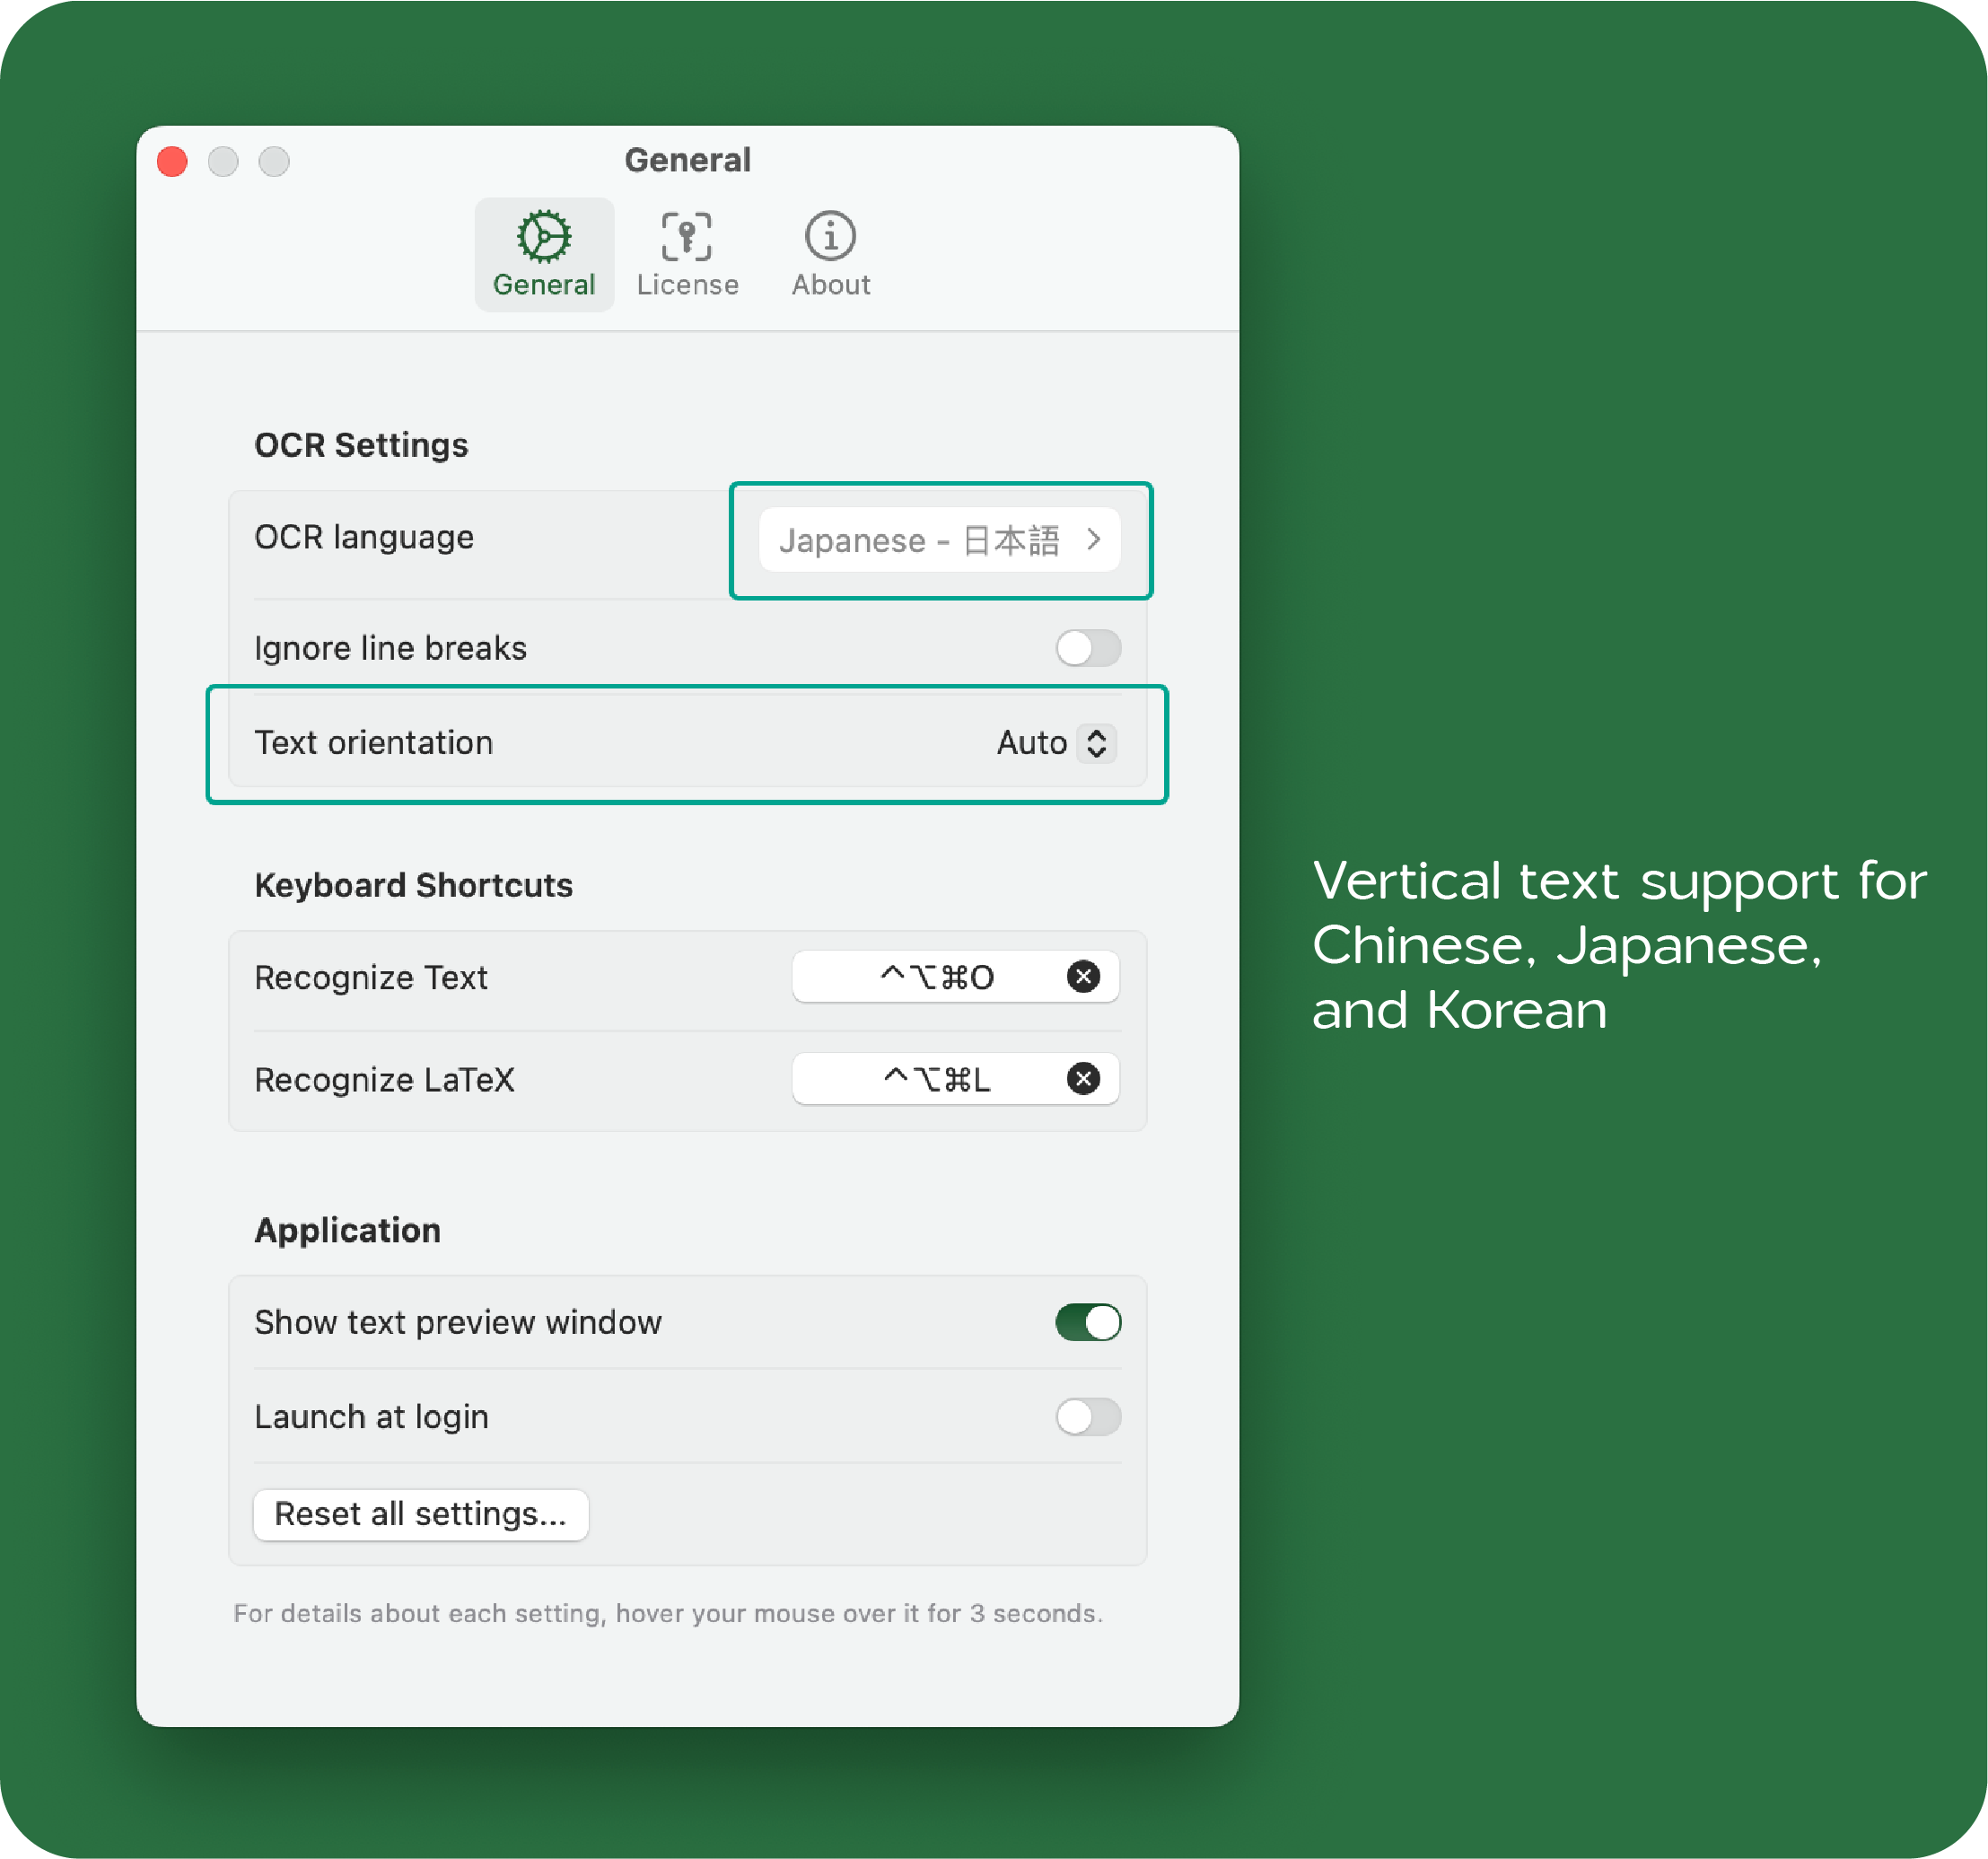 General
General
License
About
OCR Settings
OCR language
Japanese - 日本語
Ignore line breaks
Text orientation
Auto
Keyboard Shortcuts
Recognize Text
^⌥⌘O
Recognize LaTeX
^⌥⌘L
Application
Show text preview window
Launch at login
Reset all settings...
For details about each setting, hover your mouse over it for 3 seconds.
Vertical text support for
Chinese, Japanese,
and Korean